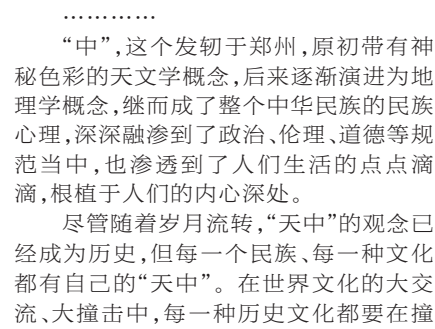 …………
“中”,这个发轫于郑州,原初带有神
秘色彩的天文学概念,后来逐渐演进为地
理学概念,继而成了整个中华民族的民族
心理,深深融渗到了政治、伦理、道德等规
范当中,也渗透到了人们生活的点点滴
滴,根植于人们的内心深处。
尽管随着岁月流转,“天中”的观念已
经成为历史,但每一个民族、每一种文化
都有自己的“天中”。在世界文化的大交
流、大撞击中,每一种历史文化都要在撞